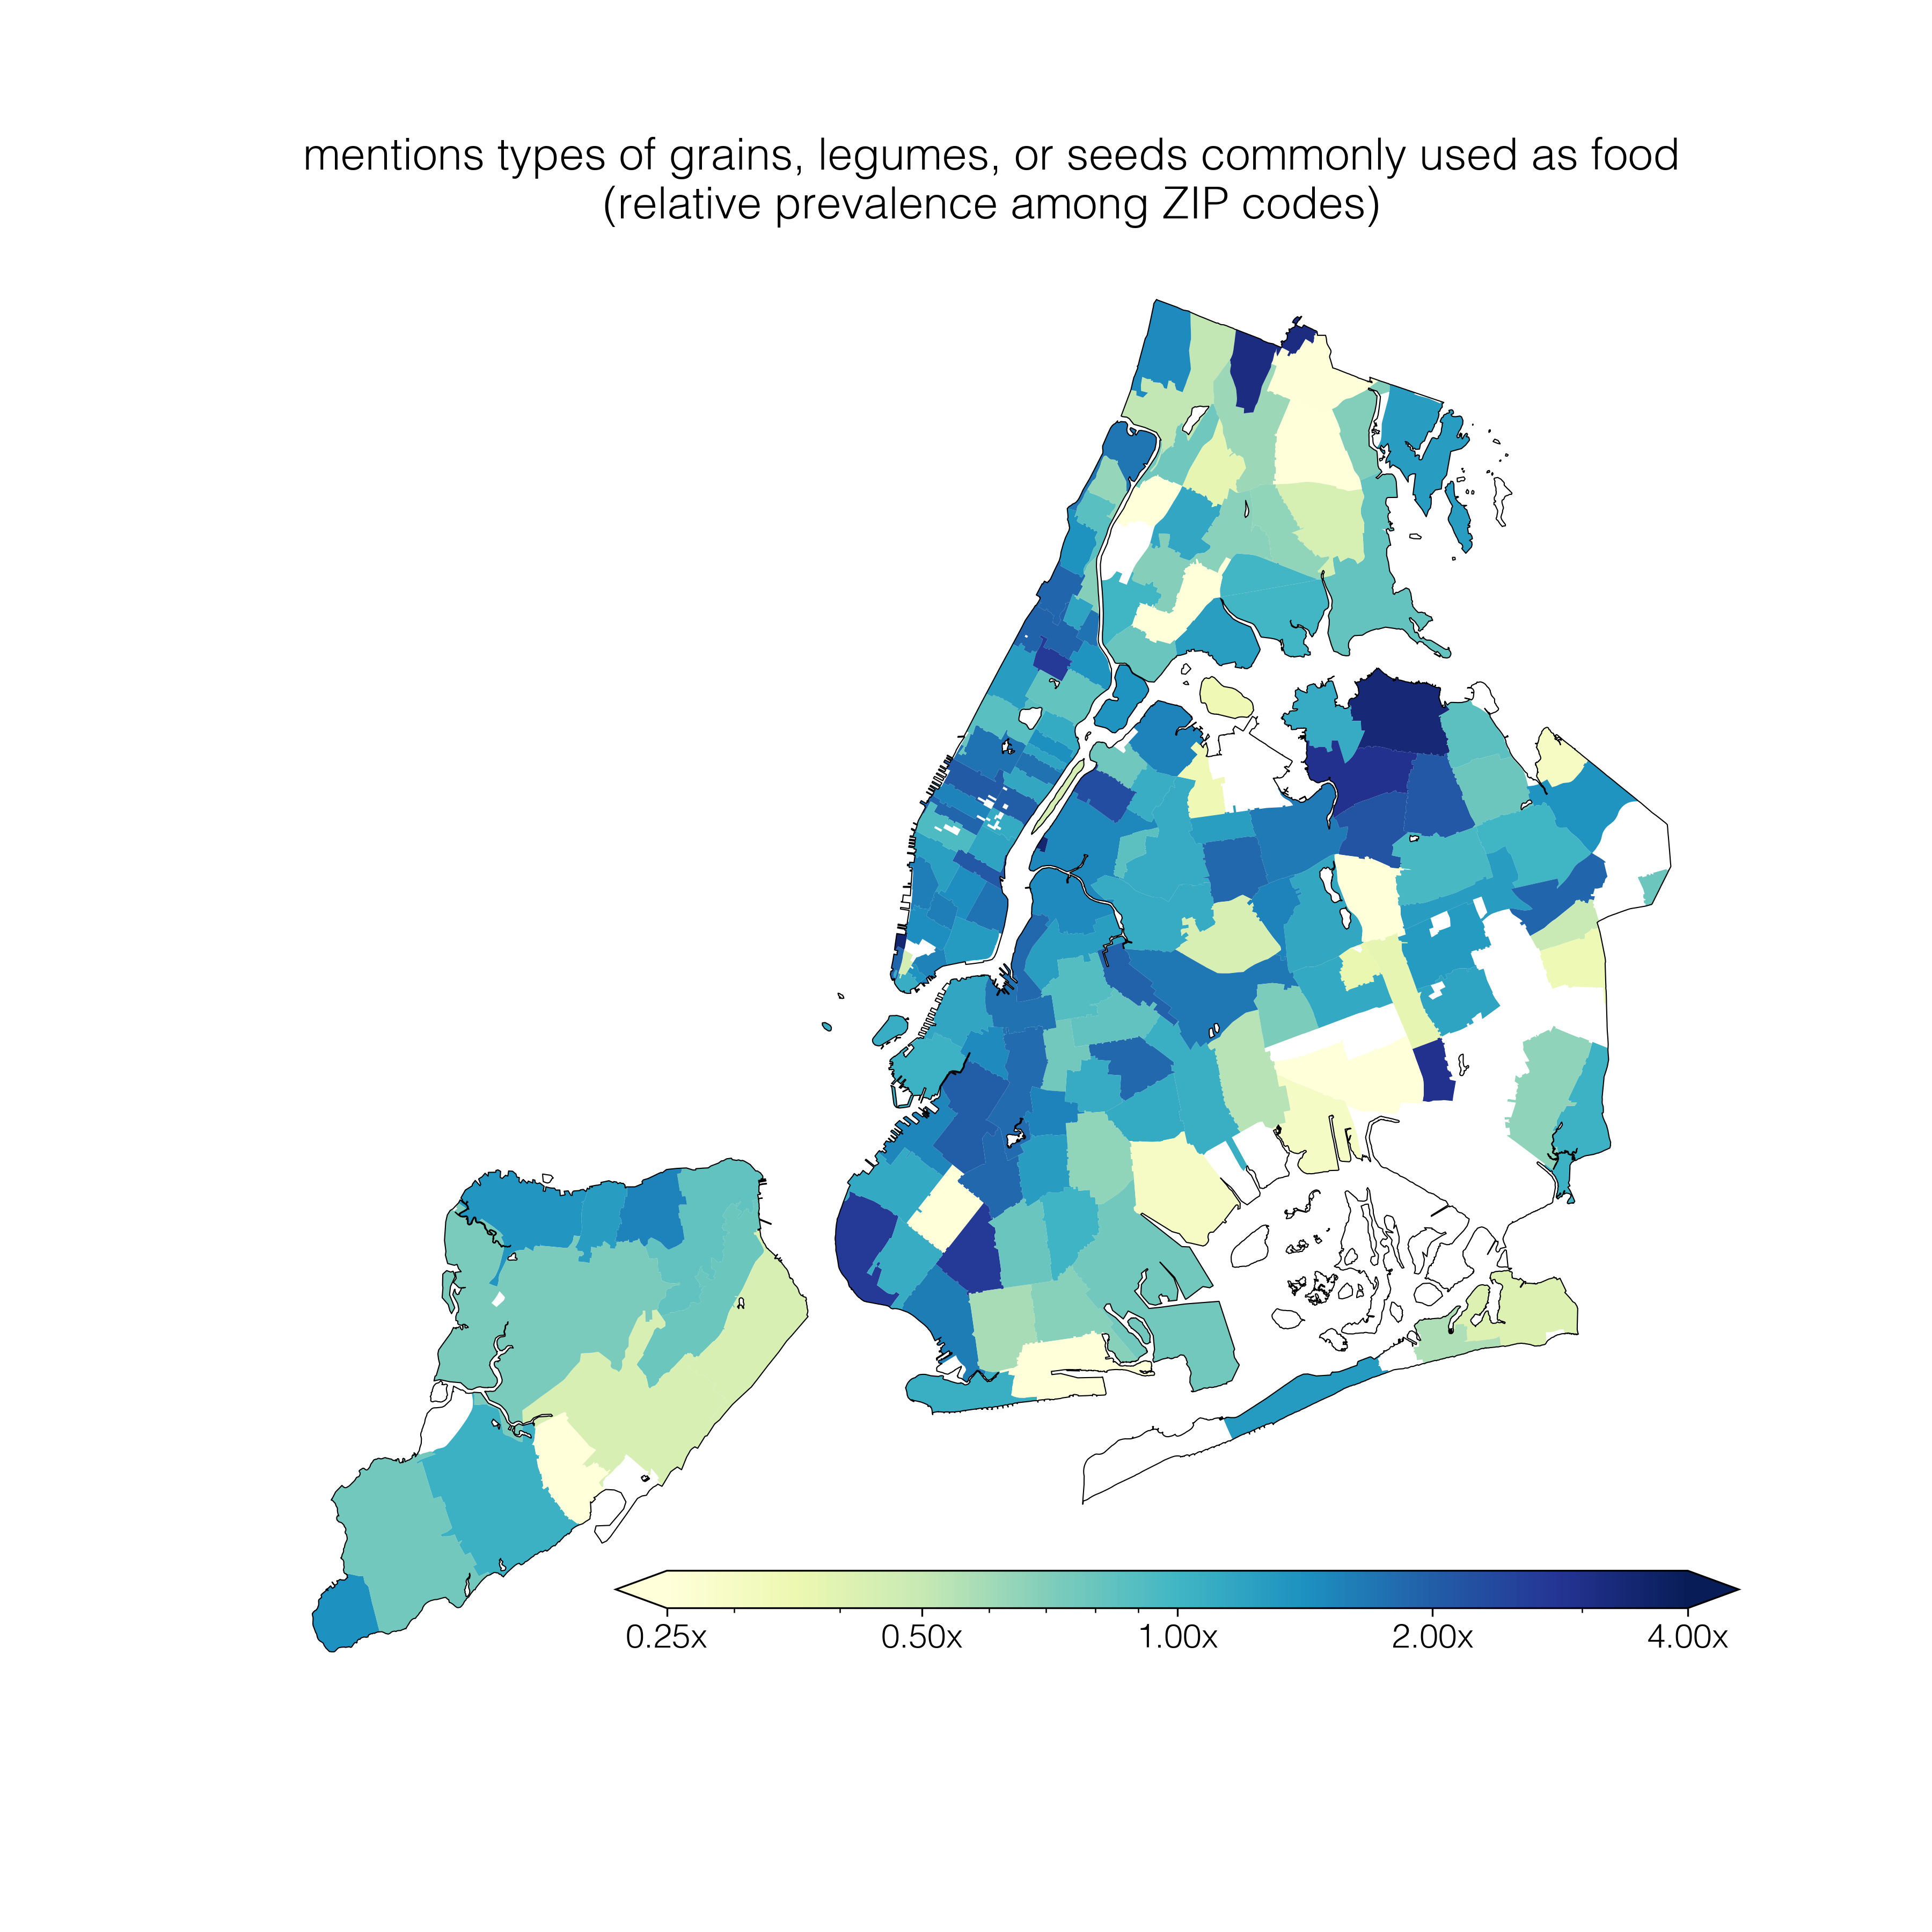 mentions types of grains, legumes, or seeds commonly used as food
(relative prevalence among ZIP codes)
0.25x 0.50x 1.00x 2.00x 4.00x